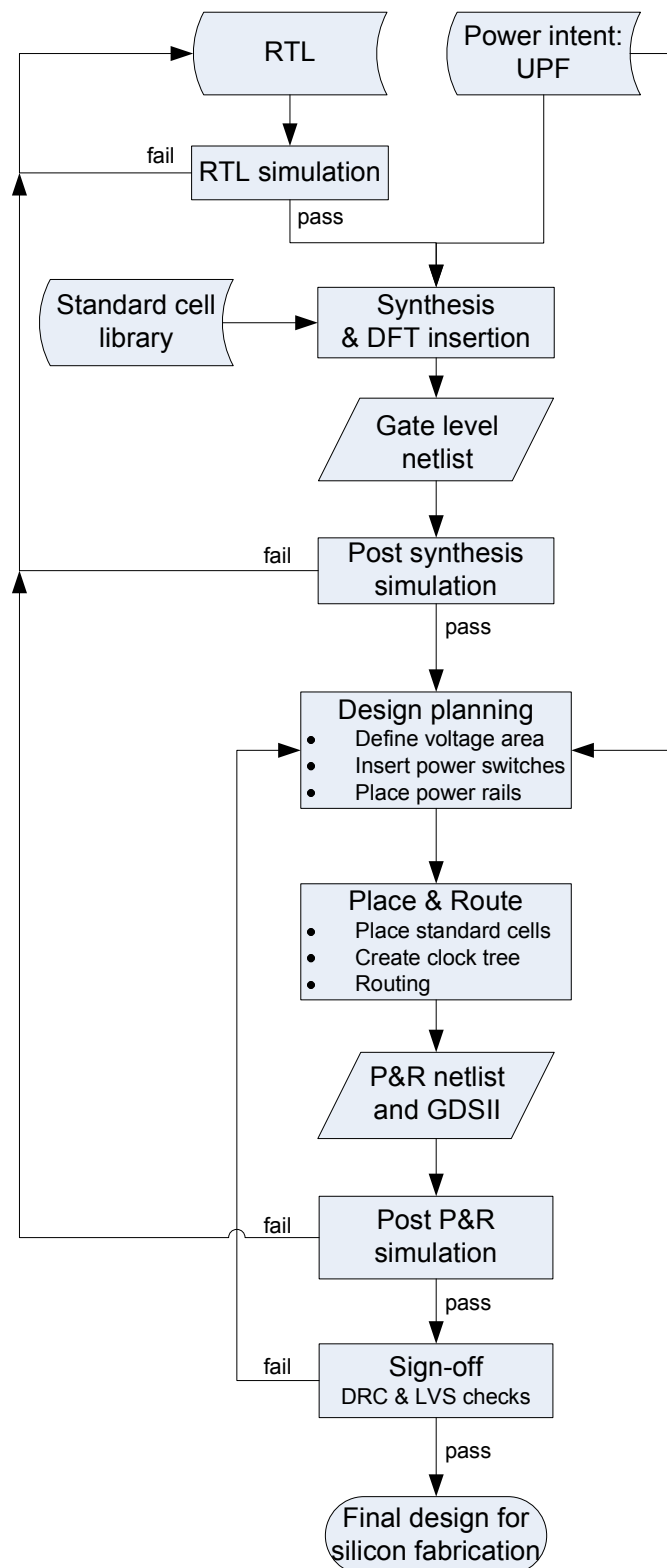 RTL
Power intent:
UPF
fail
RTL simulation
pass
Standard cell
library
Synthesis
& DFT insertion
Gate level
netlist
fail
Post synthesis
simulation
pass
Design planning
• Define voltage area
• Insert power switches
• Place power rails
Place & Route
• Place standard cells
• Create clock tree
• Routing
P&R netlist
and GDSII
fail
Post P&R
simulation
pass
fail
Sign-off
DRC & LVS checks
pass
Final design for
silicon fabrication